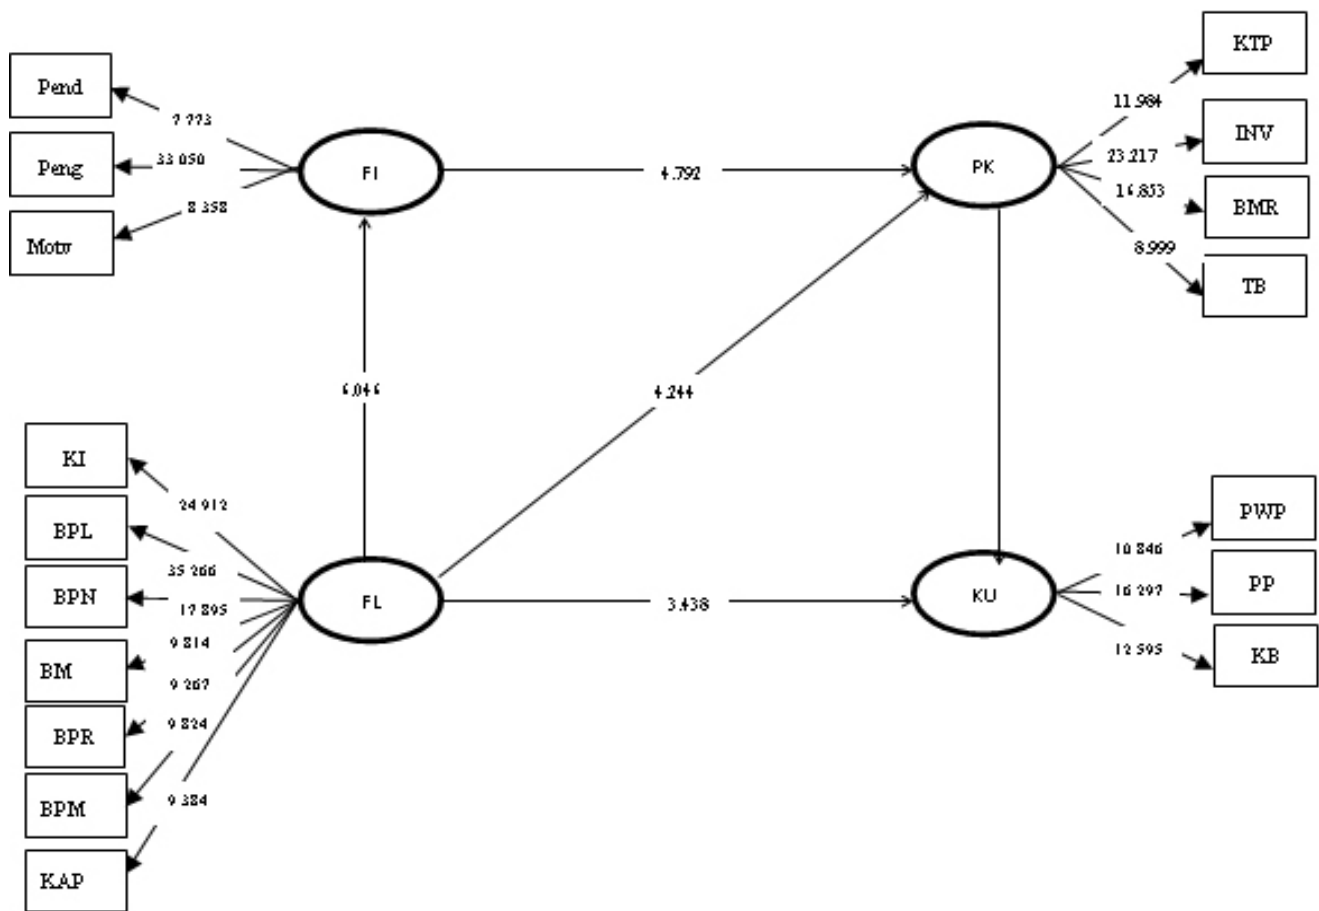 Pend
7.773
Peng
33.050
Motw
8.358
FI
4.792
PK
KTP
11.984
INV
23.217
BMR
16.853
TB
8.999
6.046
4.244
KI
24.912
BPL
35.266
BPN
17.895
BM
9.814
BPR
9.267
BPM
9.824
KAP
9.384
FL
3.438
KU
PWP
10.846
PP
16.297
KB
12.595